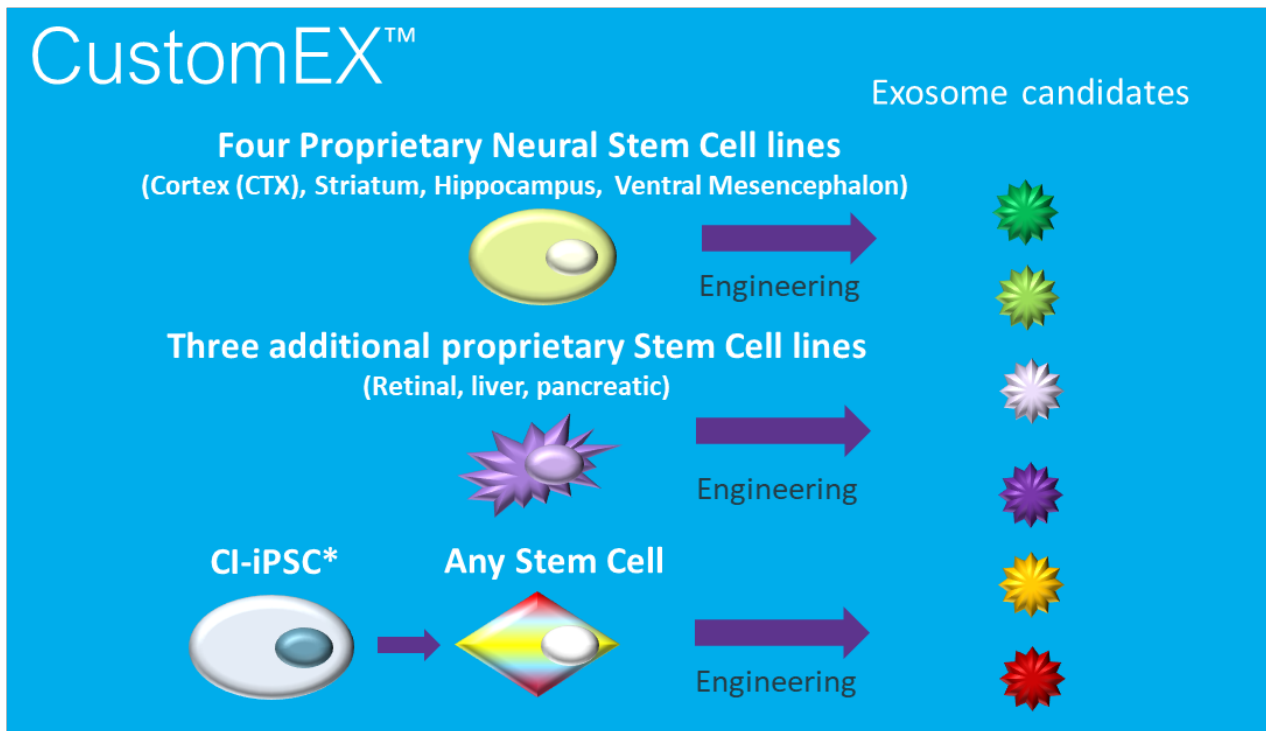 CustomEX™
Exosome candidates
Four Proprietary Neural Stem Cell lines
(Cortex (CTX), Striatum, Hippocampus, Ventral Mesencephalon)
Engineering
Three additional proprietary Stem Cell lines
(Retinal, liver, pancreatic)
Engineering
CI-iPSC*
Any Stem Cell
Engineering